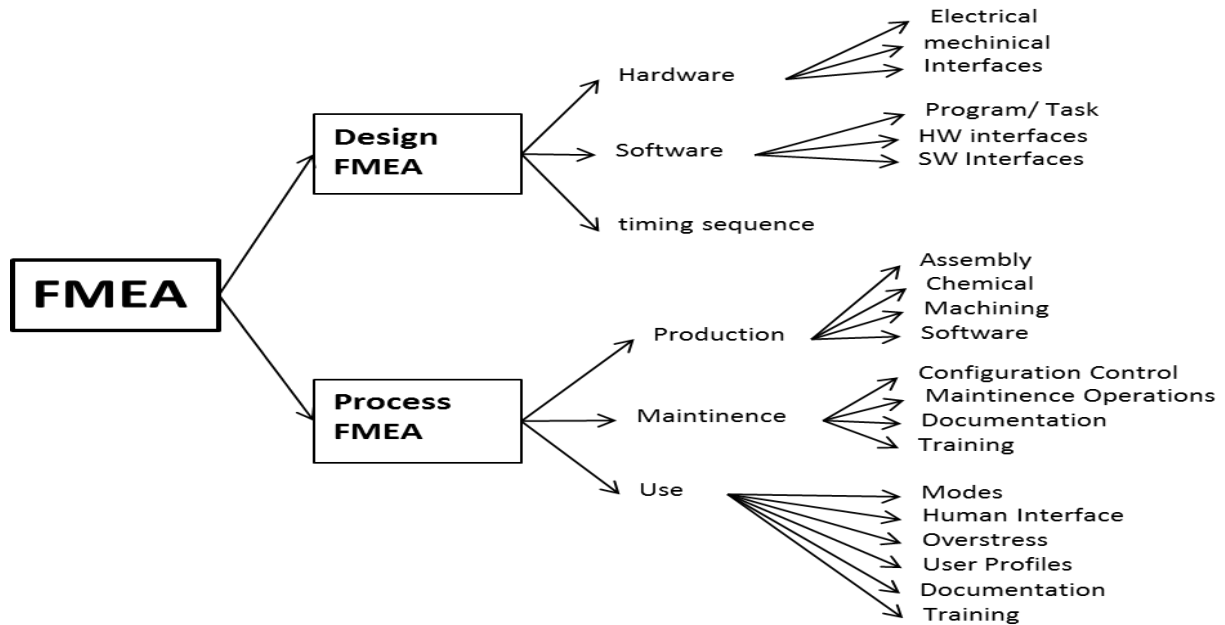 FMEA
Design
FMEA
Hardware
Electrical
mechinical
Interfaces
Software
Program/ Task
HW interfaces
SW Interfaces
timing sequence
Process
FMEA
Production
Assembly
Chemical
Machining
Software
Maintinence
Configuration Control
Maintinence Operations
Documentation
Training
Use
Modes
Human Interface
Overstress
User Profiles
Documentation
Training